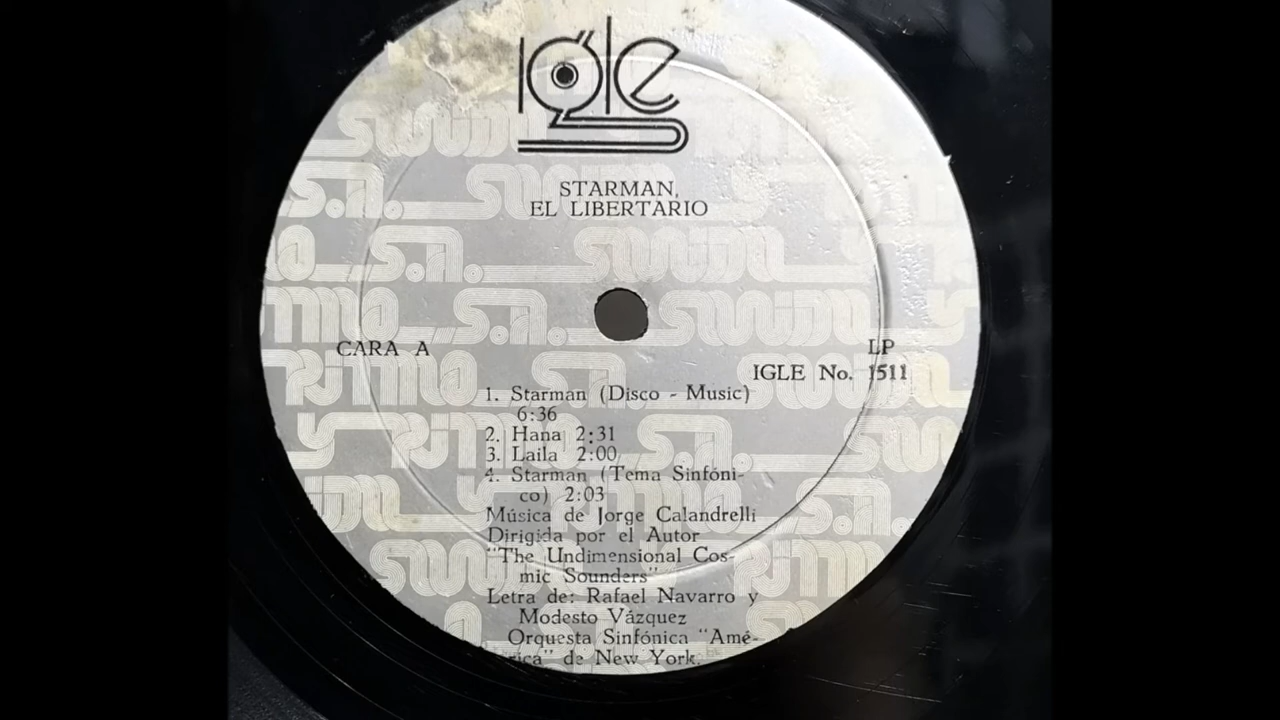 Igle
STARMAN,
EL LIBERTARIO
CARA A
LP
IGLE No. 1511
1. Starman (Disco - Music)
6:36
2. Hana 2:31
3. Laila 2:00
4. Starman (Tema Sinfóni-
co) 2:03
Música de Jorge Calandrelli
Dirigida por el Autor
"The Undimensional Cos-
mic Sounders"
Letra de: Rafael Navarro y
Modesto Vázquez
Orquesta Sinfónica "Amé-
rica" de New York.